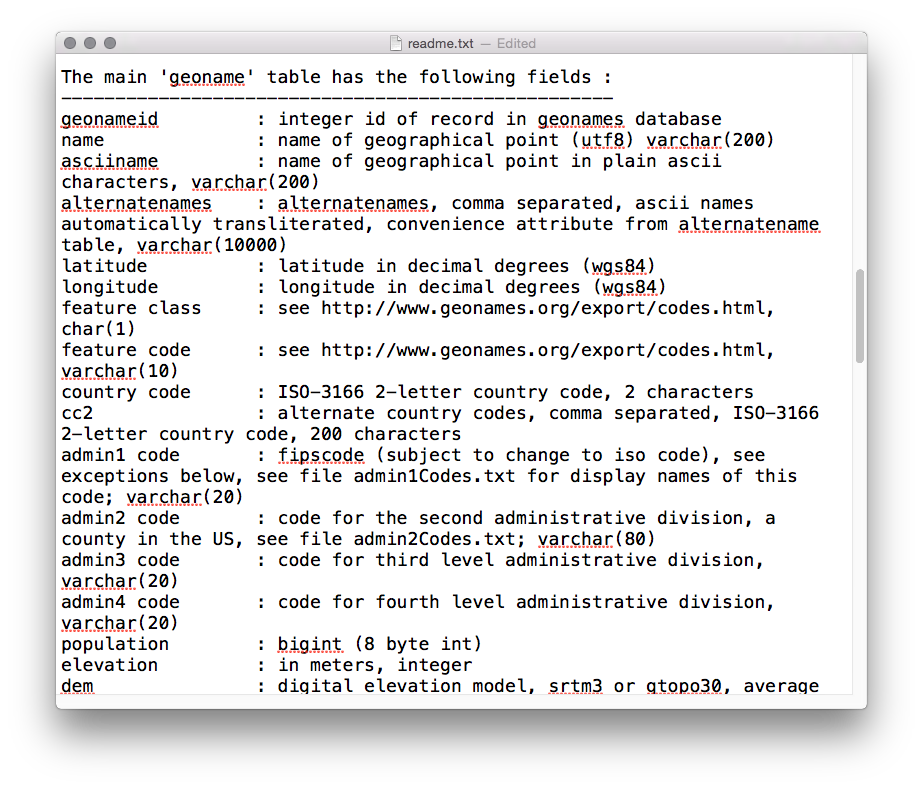 readme.txt — Edited
The main 'geoname' table has the following fields :
---------------------------------------------------
geonameid         : integer id of record in geonames database
name              : name of geographical point (utf8) varchar(200)
asciiname         : name of geographical point in plain ascii
characters, varchar(200)
alternatenames    : alternatenames, comma separated, ascii names
automatically transliterated, convenience attribute from alternatename
table, varchar(10000)
latitude          : latitude in decimal degrees (wgs84)
longitude         : longitude in decimal degrees (wgs84)
feature class     : see http://www.geonames.org/export/codes.html,
char(1)
feature code      : see http://www.geonames.org/export/codes.html,
varchar(10)
country code      : ISO-3166 2-letter country code, 2 characters
cc2               : alternate country codes, comma separated, ISO-3166
2-letter country code, 200 characters
admin1 code       : fipscode (subject to change to iso code), see
exceptions below, see file admin1Codes.txt for display names of this
code; varchar(20)
admin2 code       : code for the second administrative division, a
county in the US, see file admin2Codes.txt; varchar(80)
admin3 code       : code for third level administrative division,
varchar(20)
admin4 code       : code for fourth level administrative division,
varchar(20)
population        : bigint (8 byte int)
elevation         : in meters, integer
dem               : digital elevation model, srtm3 or gtopo30, average